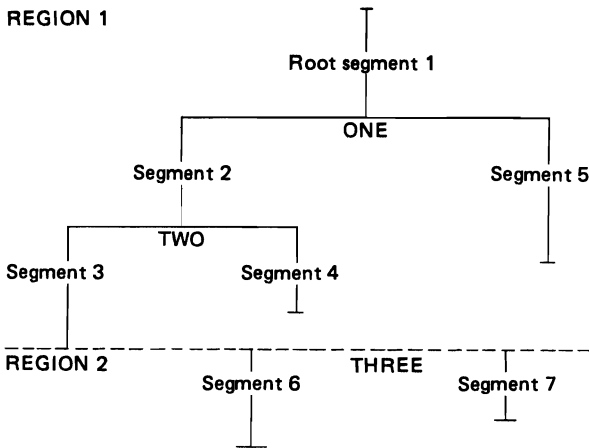 REGION 1
Root segment 1
ONE
Segment 2
Segment 5
TWO
Segment 3
Segment 4
REGION 2
THREE
Segment 6
Segment 7